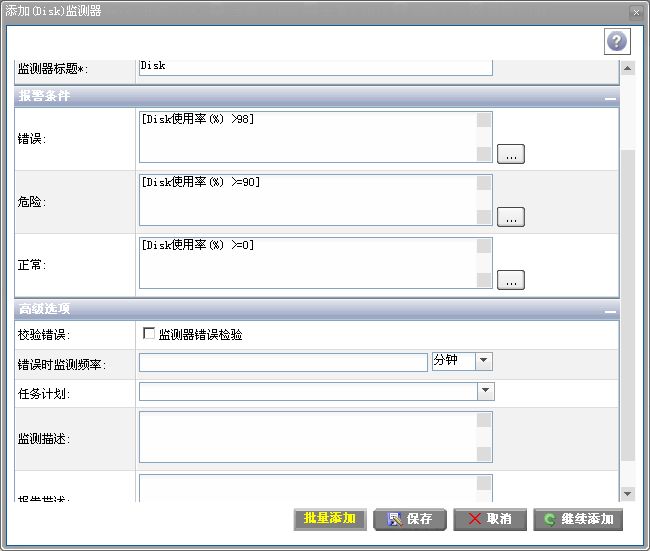 添加(Disk)监测器
监测器标题*: Disk
报警条件
错误: [Disk使用率(%) >98] ...
危险: [Disk使用率(%) >=90] ...
正常: [Disk使用率(%) >=0] ...
高级选项
校验错误: 监测器错误检验
错误时监测频率: 分钟
任务计划:
监测描述:
报告描述:
批量添加 保存 取消 继续添加